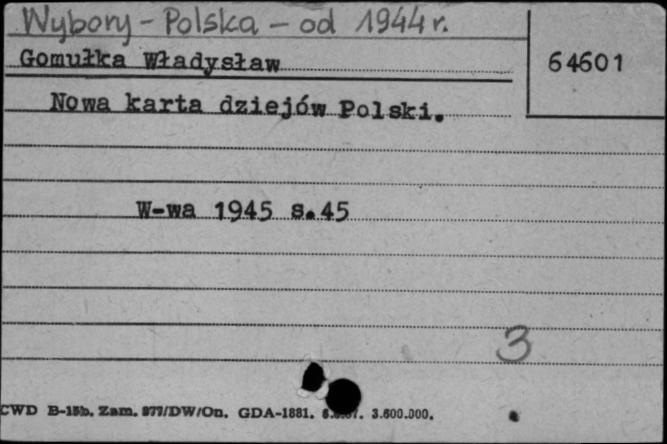 Wybory - Polska - od 1944 r.
Gomułka Władysław
64601
Nowa karta dziejów Polski.
W-wa 1945 s.45
3
CWD B-15b. Zam. 877/DW/On. GDA-1881. 3.600.000.